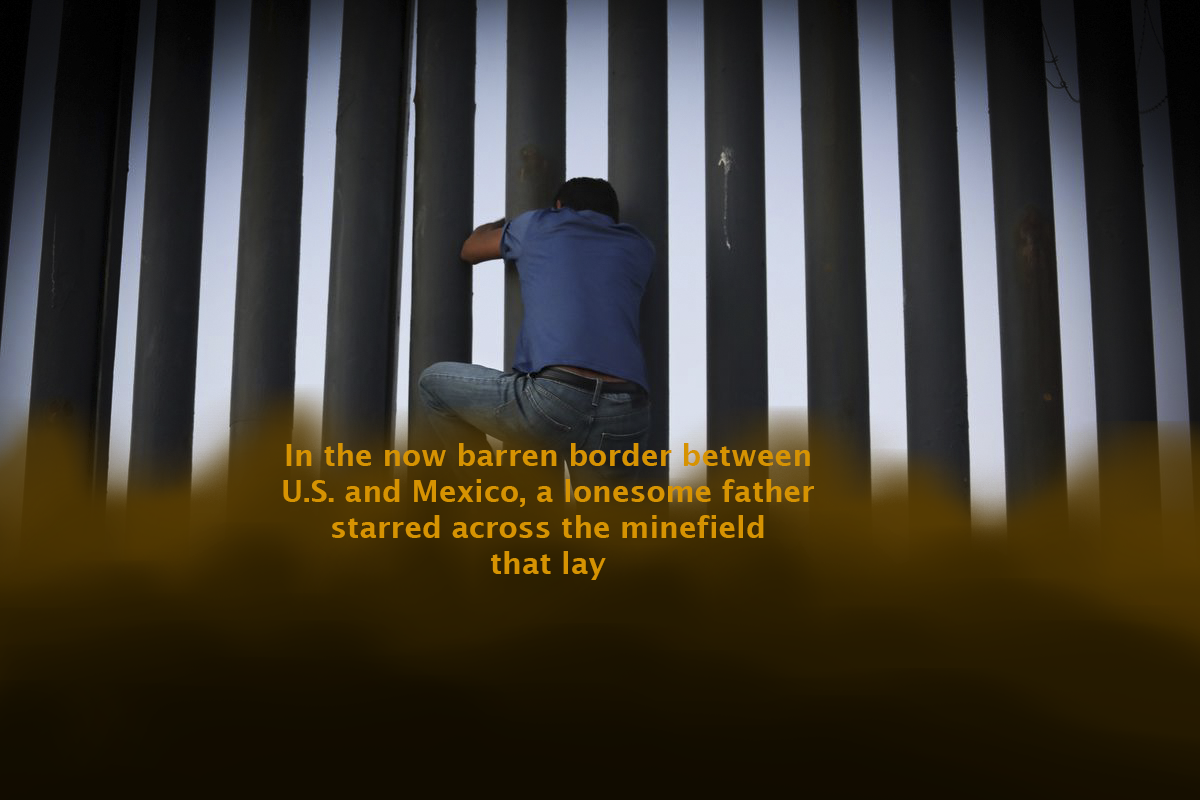 In the now barren border between
U.S. and Mexico, a lonesome father
starred across the minefield
that lay